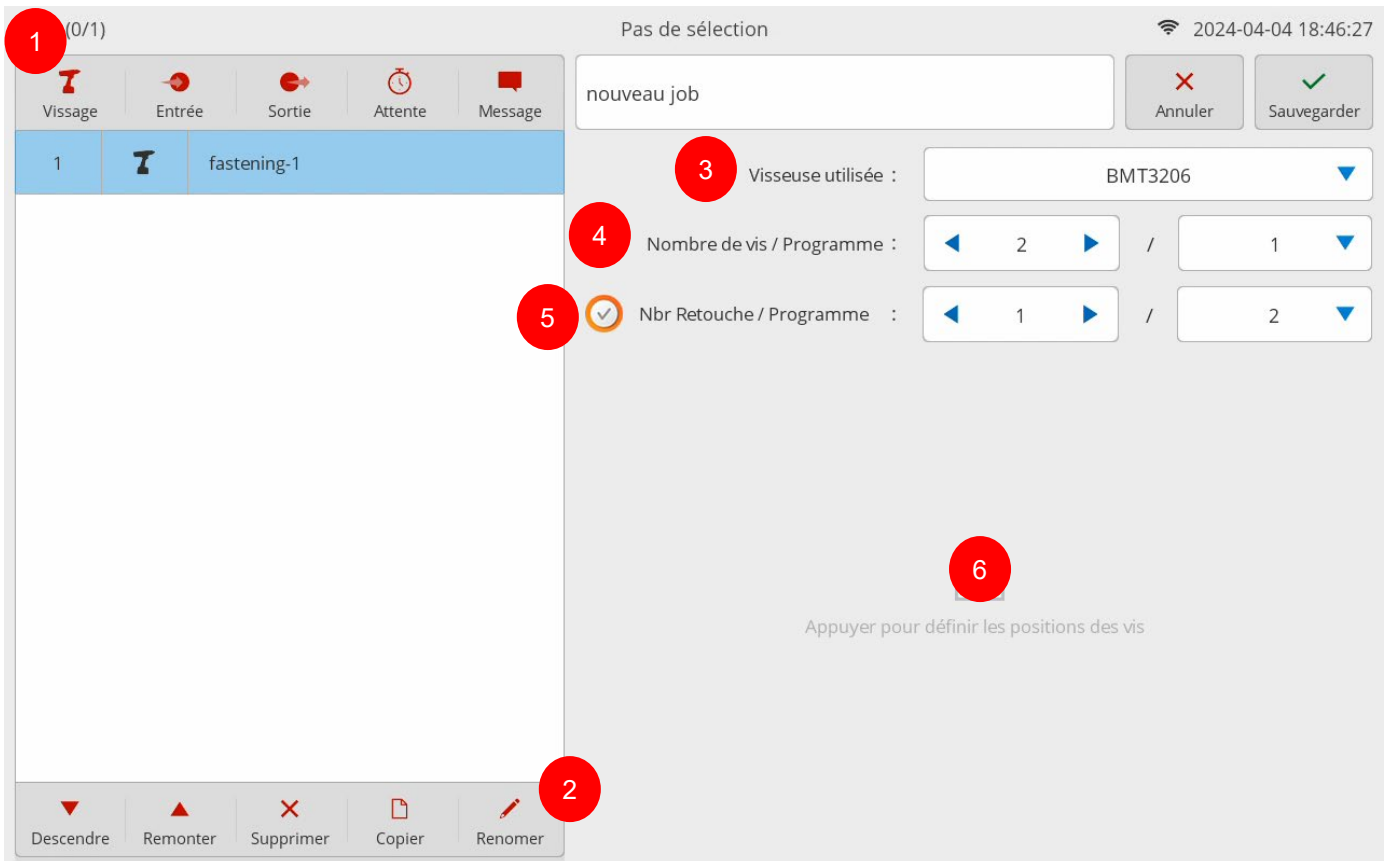 1 (0/1) Pas de sélection 2024-04-04 18:46:27
Vissage Entrée Sortie Attente Message
nouveau job
Annuler Sauvegarder
1 fastening-1
3 Visseuse utilisée : BMT3206
4 Nombre de vis / Programme : 2 / 1
5 Nbr Retouche / Programme : 1 / 2
6
Appuyer pour définir les positions des vis
2
Descendre Remonter Supprimer Copier Renomer